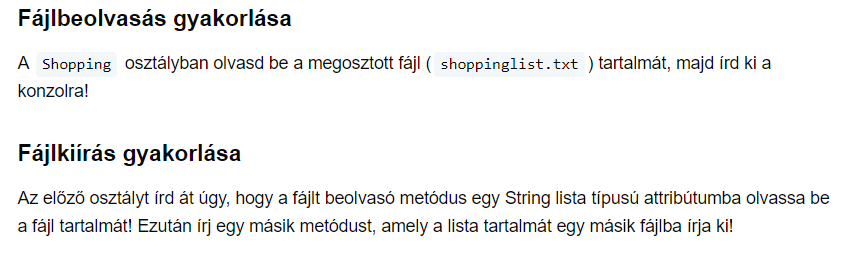 Fájlbeolvasás gyakorlása
A Shopping osztályban olvasd be a megosztott fájl ( shoppinglist.txt ) tartalmát, majd írd ki a
konzolra!
Fájlkiírás gyakorlása
Az előző osztályt írd át úgy, hogy a fájlt beolvasó metódus egy String lista típusú attribútumba olvassa be
a fájl tartalmát! Ezután írj egy másik metódust, amely a lista tartalmát egy másik fájlba írja ki!